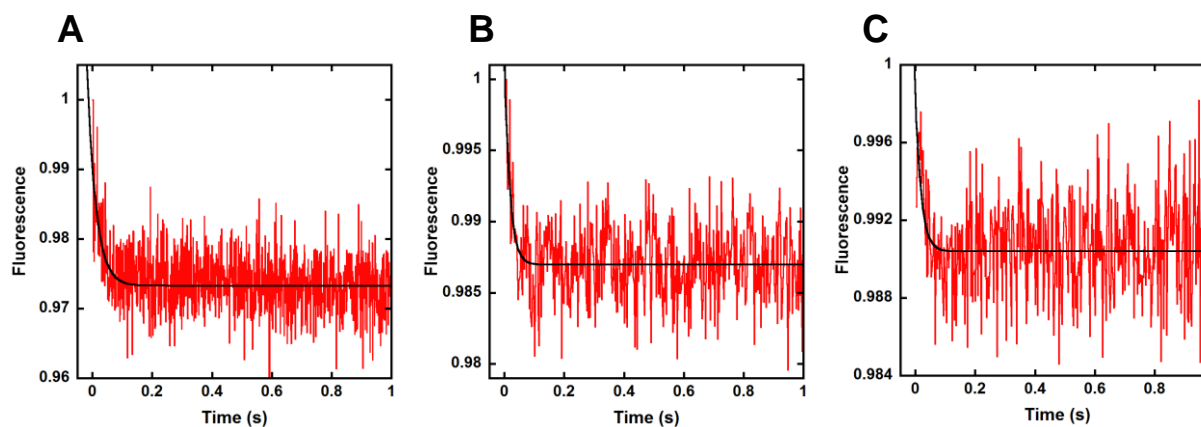 A
B
C
Fluorescence
1
0.99
0.98
0.97
0.96
0 0.2 0.4 0.6 0.8 1
Time (s)
Fluorescence
1
0.995
0.99
0.985
0.98
0 0.2 0.4 0.6 0.8 1
Time (s)
Fluorescence
1
0.996
0.992
0.988
0.984
0 0.2 0.4 0.6 0.8
Time (s)